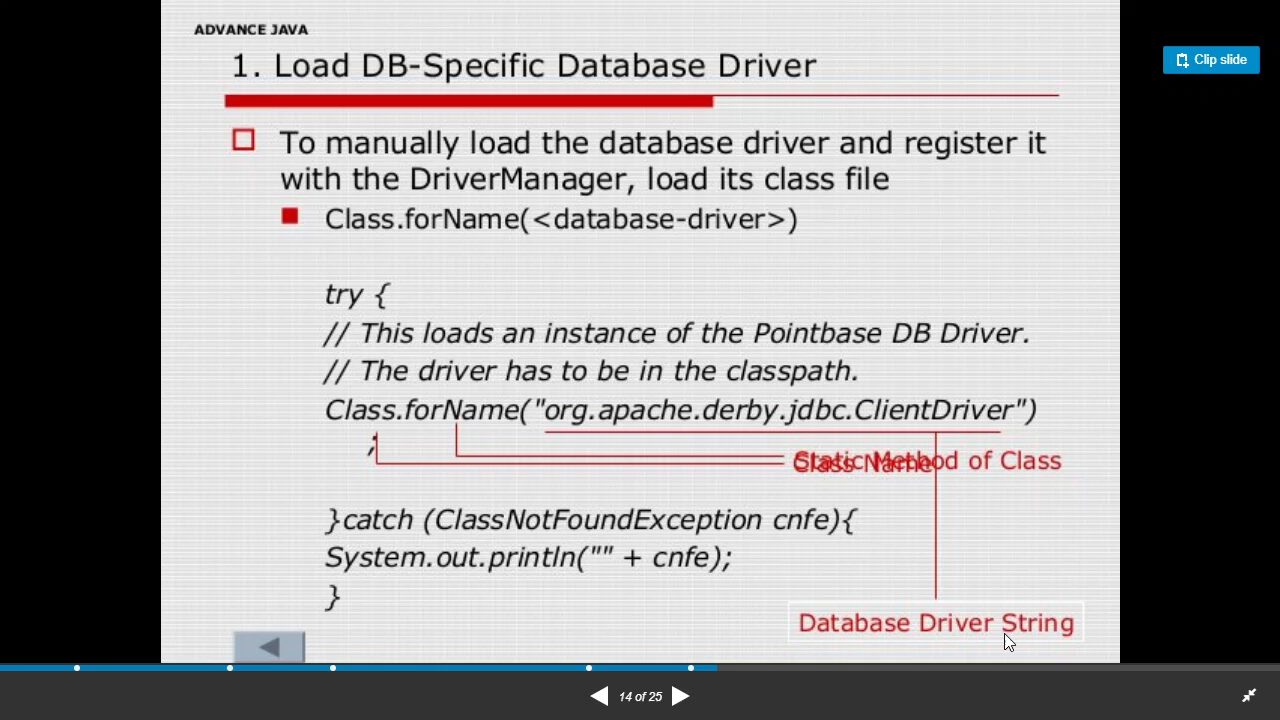 ADVANCE JAVA
Clip slide
1. Load DB-Specific Database Driver
To manually load the database driver and register it
with the DriverManager, load its class file
Class.forName(<database-driver>)
try {
// This loads an instance of the Pointbase DB Driver.
// The driver has to be in the classpath.
Class.forName("org.apache.derby.jdbc.ClientDriver")
;
Static Method of Class
Class Name
}catch (ClassNotFoundException cnfe){
System.out.println("" + cnfe);
}
Database Driver String
14 of 25